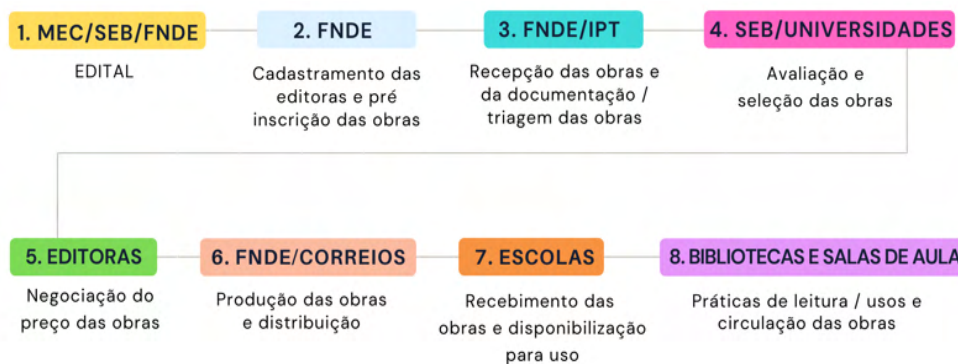 1. MEC/SEB/FNDE
EDITAL
2. FNDE
Cadastramento das
editoras e pré
inscrição das obras
3. FNDE/IPT
Recepção das obras e
da documentação /
triagem das obras
4. SEB/UNIVERSIDADES
Avaliação e
seleção das obras
5. EDITORAS
Negociação do
preço das obras
6. FNDE/CORREIOS
Produção das obras
e distribuição
7. ESCOLAS
Recebimento das
obras e disponibilização
para uso
8. BIBLIOTECAS E SALAS DE AULA
Práticas de leitura / usos e
circulação das obras